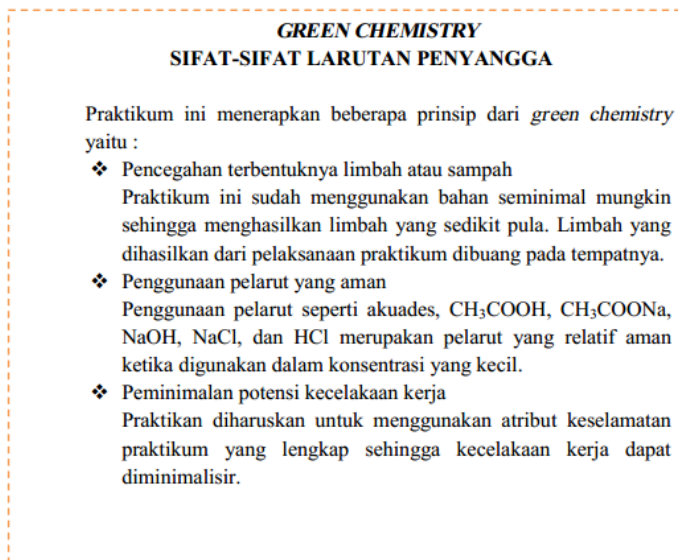 GREEN CHEMISTRY
SIFAT-SIFAT LARUTAN PENYANGGA
Praktikum ini menerapkan beberapa prinsip dari green chemistry
yaitu :
❖ Pencegahan terbentuknya limbah atau sampah
Praktikum ini sudah menggunakan bahan seminimal mungkin
sehingga menghasilkan limbah yang sedikit pula. Limbah yang
dihasilkan dari pelaksanaan praktikum dibuang pada tempatnya.
❖ Penggunaan pelarut yang aman
Penggunaan pelarut seperti akuades, CH₃COOH, CH₃COONa,
NaOH, NaCl, dan HCl merupakan pelarut yang relatif aman
ketika digunakan dalam konsentrasi yang kecil.
❖ Peminimalan potensi kecelakaan kerja
Praktikan diharuskan untuk menggunakan atribut keselamatan
praktikum yang lengkap sehingga kecelakaan kerja dapat
diminimalisir.